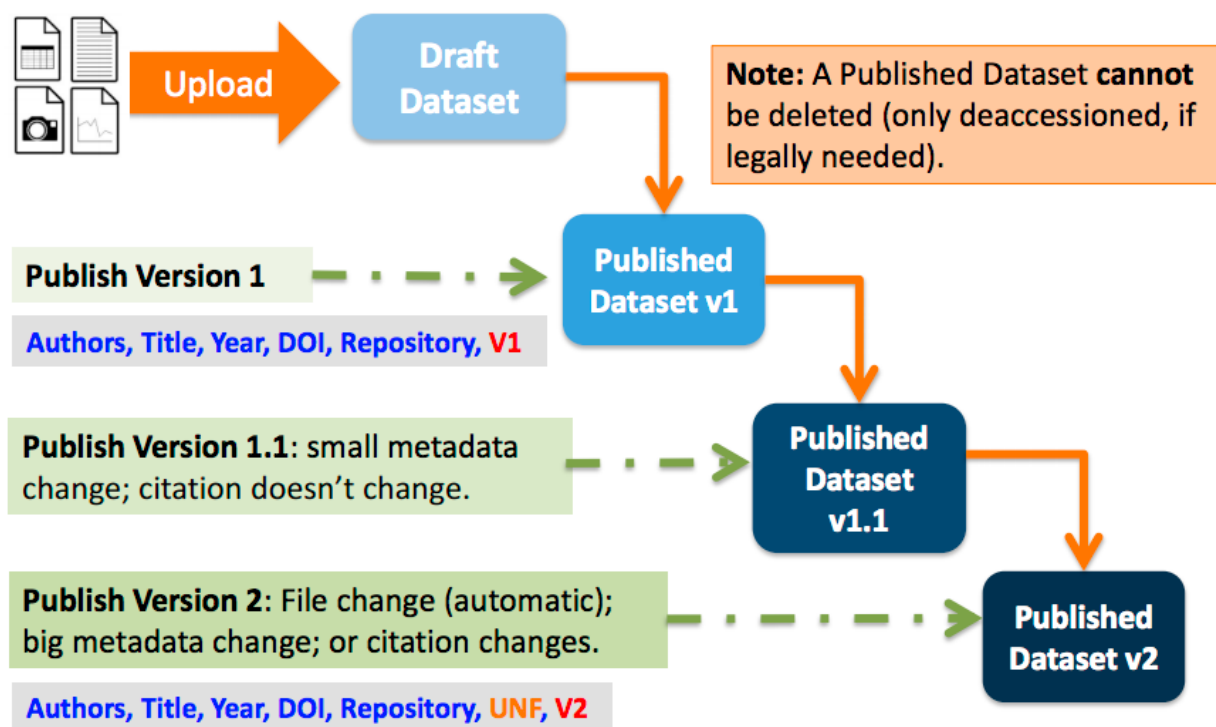 Upload
Draft
Dataset
Note: A Published Dataset cannot
be deleted (only deaccessioned, if
legally needed).
Publish Version 1
Published
Dataset v1
Authors, Title, Year, DOI, Repository, V1
Publish Version 1.1: small metadata
change; citation doesn’t change.
Published
Dataset
v1.1
Publish Version 2: File change (automatic);
big metadata change; or citation changes.
Published
Dataset v2
Authors, Title, Year, DOI, Repository, UNF, V2